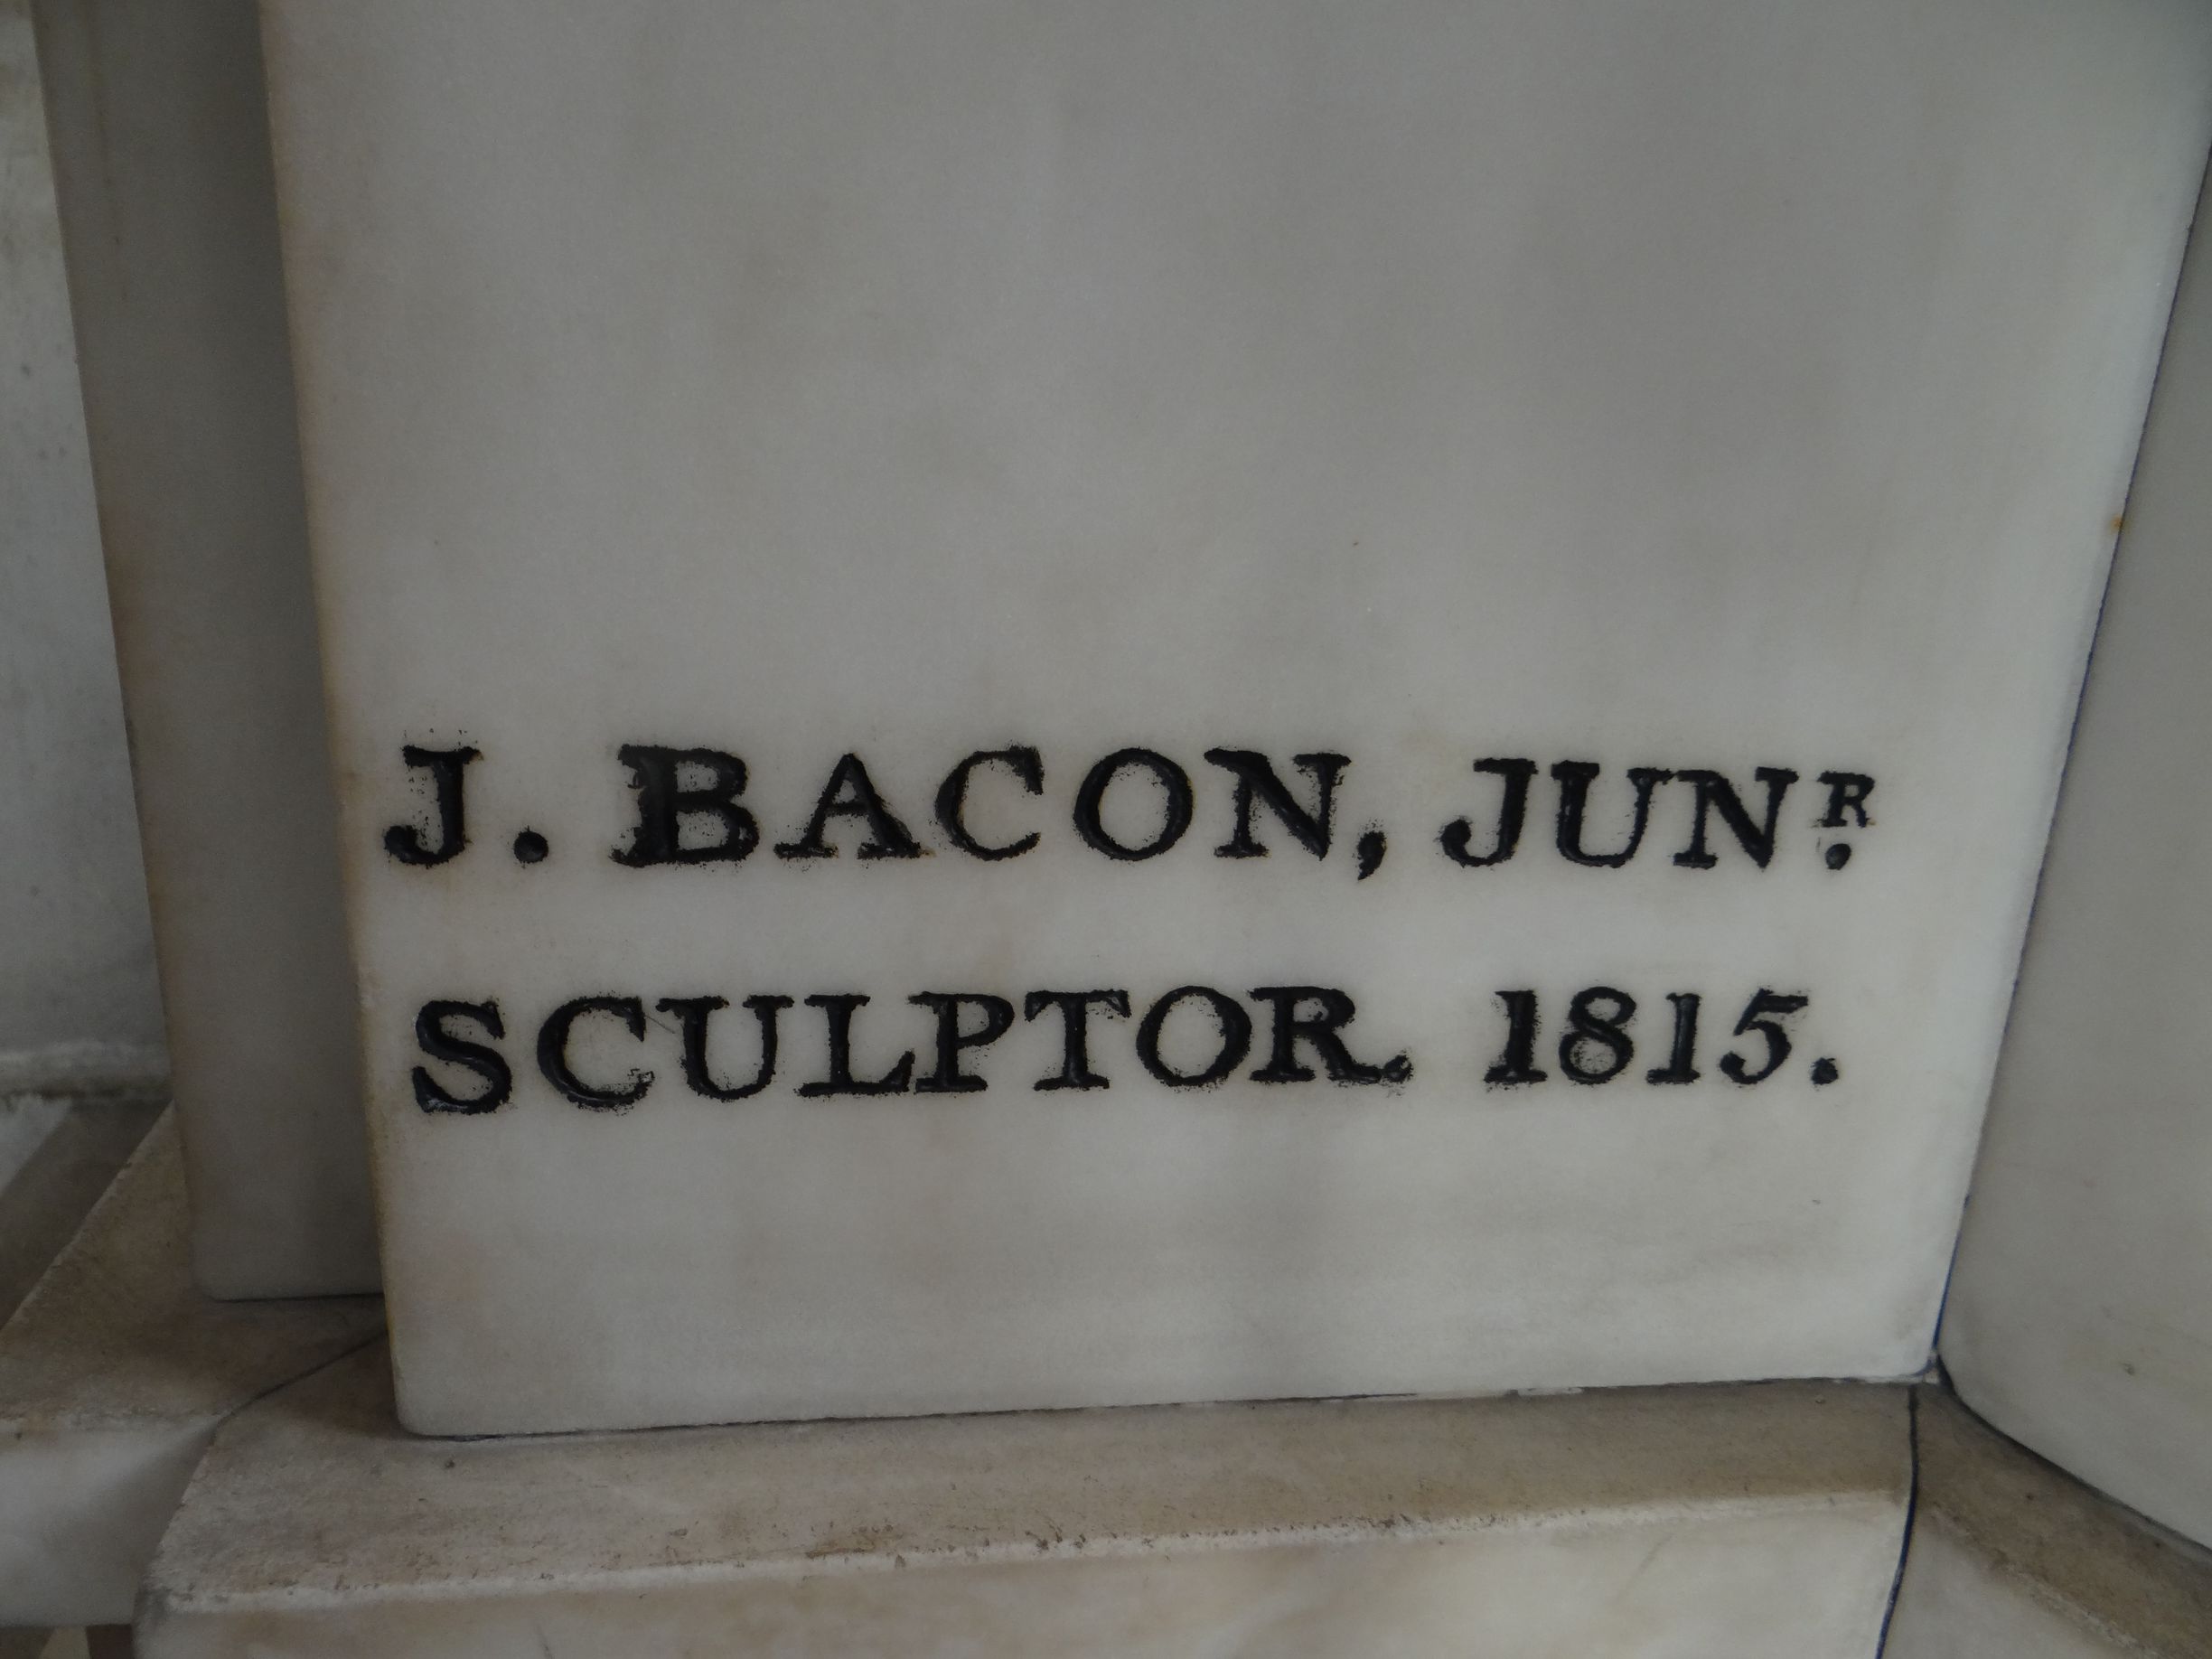 J. BACON, JUNᴿ.
SCULPTOR. 1815.